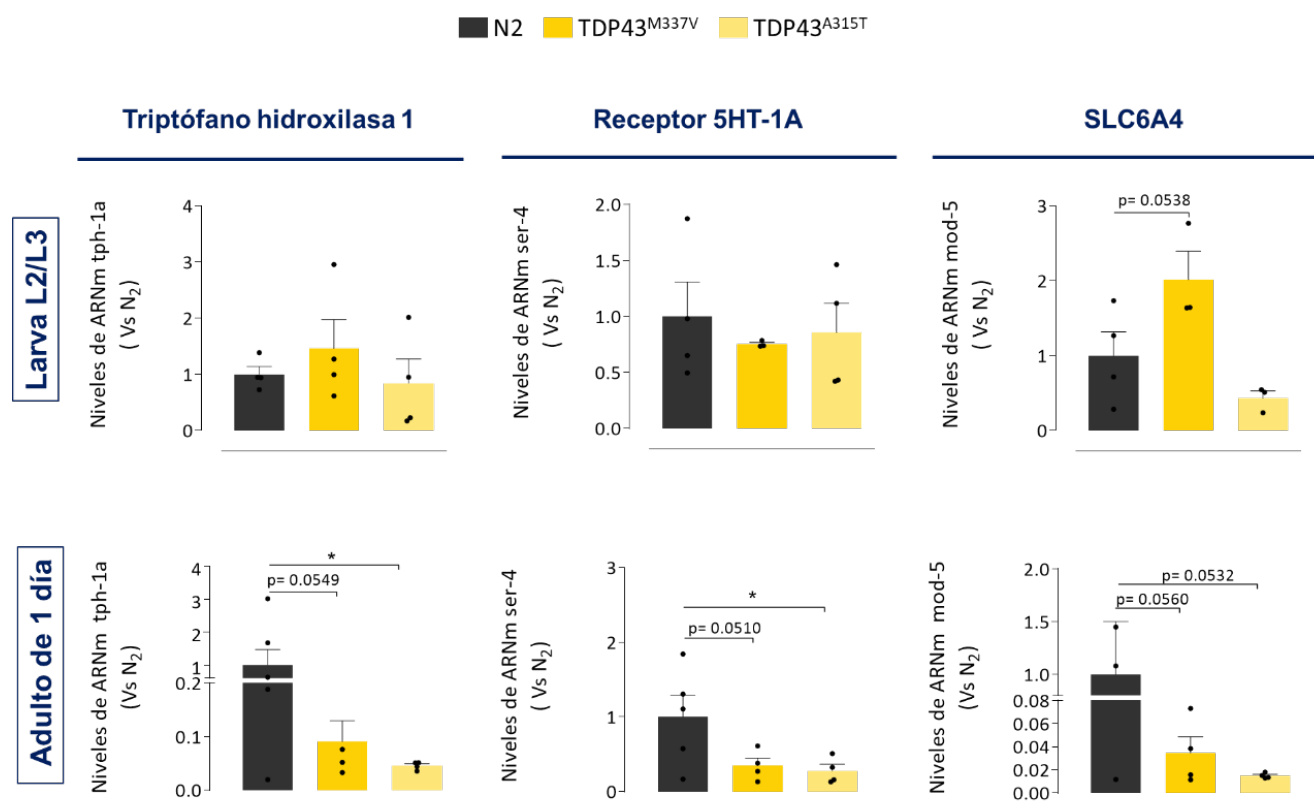 N2 TDP43M337V TDP43A315T
Triptófano hidroxilasa 1 Receptor 5HT-1A SLC6A4
Larva L2/L3
Niveles de ARNm tph-1a
( Vs N2)
4
3
2
1
0
Niveles de ARNm ser-4
( Vs N2)
2.0
1.5
1.0
0.5
0.0
Niveles de ARNm mod-5
( Vs N2)
3
2
1
0
p= 0.0538
Adulto de 1 día
Niveles de ARNm tph-1a
(Vs N2)
4
3
2
1
0.2
0.1
0.0
*
p= 0.0549
Niveles de ARNm ser-4
( Vs N2)
3
2
1
0
*
p= 0.0510
Niveles de ARNm mod-5
(Vs N2)
2.0
1.5
1.0
0.08
0.06
0.04
0.02
0.00
p= 0.0532
p= 0.0560